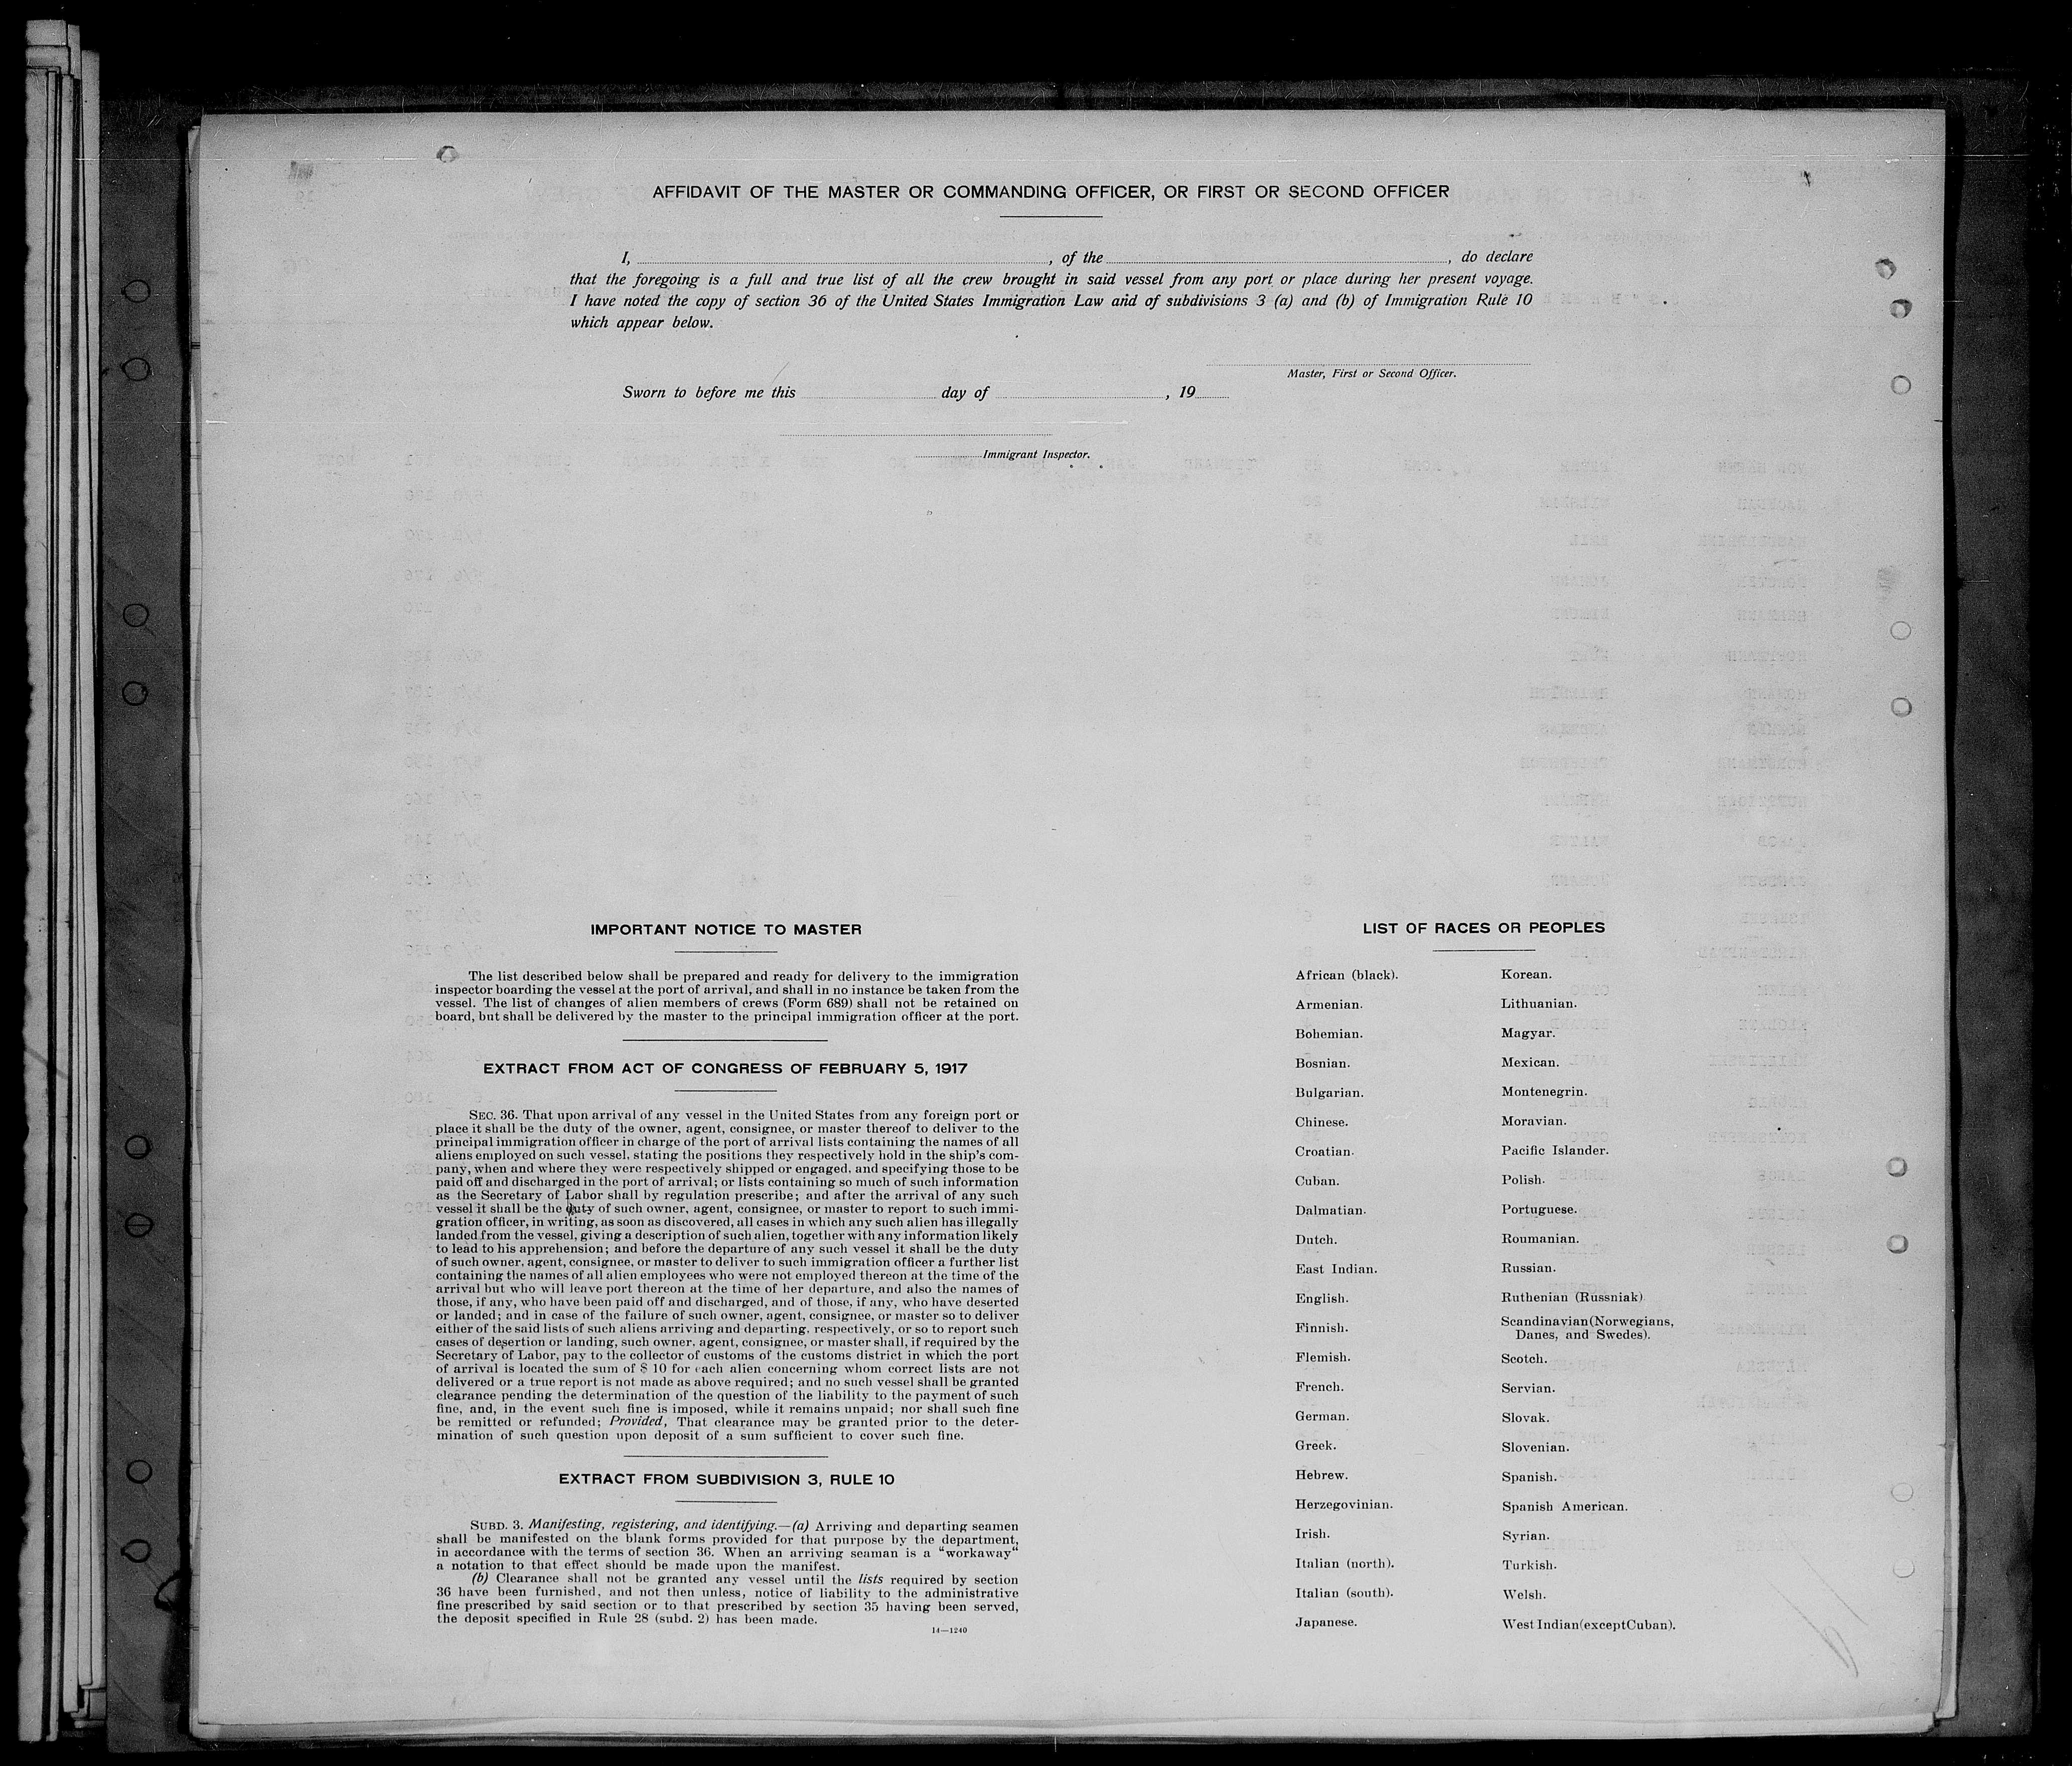 AFFIDAVIT OF THE MASTER OR COMMANDING OFFICER, OR FIRST OR SECOND OFFICER
I, , of the , do declare
that the foregoing is a full and true list of all the crew brought in said vessel from any port or place during her present voyage.
I have noted the copy of section 36 of the United States Immigration Law and of subdivisions 3 (a) and (b) of Immigration Rule 10
which appear below.
Master, First or Second Officer.
Sworn to before me this day of , 19
Immigrant Inspector.
IMPORTANT NOTICE TO MASTER
The list described below shall be prepared and ready for delivery to the immigration
inspector boarding the vessel at the port of arrival, and shall in no instance be taken from the
vessel. The list of changes of alien members of crews (Form 689) shall not be retained on
board, but shall be delivered by the master to the principal immigration officer at the port.
EXTRACT FROM ACT OF CONGRESS OF FEBRUARY 5, 1917
SEC. 36. That upon arrival of any vessel in the United States from any foreign port or
place it shall be the duty of the owner, agent, consignee, or master thereof to deliver to the
principal immigration officer in charge of the port of arrival lists containing the names of all
aliens employed on such vessel, stating the positions they respectively hold in the ship's com-
pany, when and where they were respectively shipped or engaged, and specifying those to be
paid off and discharged in the port of arrival; or lists containing so much of such information
as the Secretary of Labor shall by regulation prescribe; and after the arrival of any such
vessel it shall be the duty of such owner, agent, consignee, or master to report to such immi-
gration officer, in writing, as soon as discovered, all cases in which any such alien has illegally
landed from the vessel, giving a description of such alien, together with any information likely
to lead to his apprehension; and before the departure of any such vessel it shall be the duty
of such owner, agent, consignee, or master to deliver to such immigration officer a further list
containing the names of all alien employees who were not employed thereon at the time of the
arrival but who will leave port thereon at the time of her departure, and also the names of
those, if any, who have been paid off and discharged, and of those, if any, who have deserted
or landed; and in case of the failure of such owner, agent, consignee, or master so to deliver
either of the said lists of such aliens arriving and departing, respectively, or so to report such
cases of desertion or landing, such owner, agent, consignee, or master shall, if required by the
Secretary of Labor, pay to the collector of customs of the customs district in which the port
of arrival is located the sum of $ 10 for each alien concerning whom correct lists are not
delivered or a true report is not made as above required; and no such vessel shall be granted
clearance pending the determination of the question of the liability to the payment of such
fine, and, in the event such fine is imposed, while it remains unpaid; nor shall such fine
be remitted or refunded; Provided, That clearance may be granted prior to the deter-
mination of such question upon deposit of a sum sufficient to cover such fine.
EXTRACT FROM SUBDIVISION 3, RULE 10
SUBD. 3. Manifesting, registering, and identifying.—(a) Arriving and departing seamen
shall be manifested on the blank forms provided for that purpose by the department,
in accordance with the terms of section 36. When an arriving seaman is a "workaway"
a notation to that effect should be made upon the manifest.
(b) Clearance shall not be granted any vessel until the lists required by section
36 have been furnished, and not then unless, notice of liability to the administrative
fine prescribed by said section or to that prescribed by section 35 having been served,
the deposit specified in Rule 28 (subd. 2) has been made.
14—1240
LIST OF RACES OR PEOPLES
African (black).
Armenian.
Bohemian.
Bosnian.
Bulgarian.
Chinese.
Croatian.
Cuban.
Dalmatian.
Dutch.
East Indian.
English.
Finnish.
Flemish.
French.
German.
Greek.
Hebrew.
Herzegovinian.
Irish.
Italian (north).
Italian (south).
Japanese.
Korean.
Lithuanian.
Magyar.
Mexican.
Montenegrin.
Moravian.
Pacific Islander.
Polish.
Portuguese.
Roumanian.
Russian.
Ruthenian (Russniak)
Scandinavian(Norwegians,
Danes, and Swedes).
Scotch.
Servian.
Slovak.
Slovenian.
Spanish.
Spanish American.
Syrian.
Turkish.
Welsh.
West Indian(except Cuban).